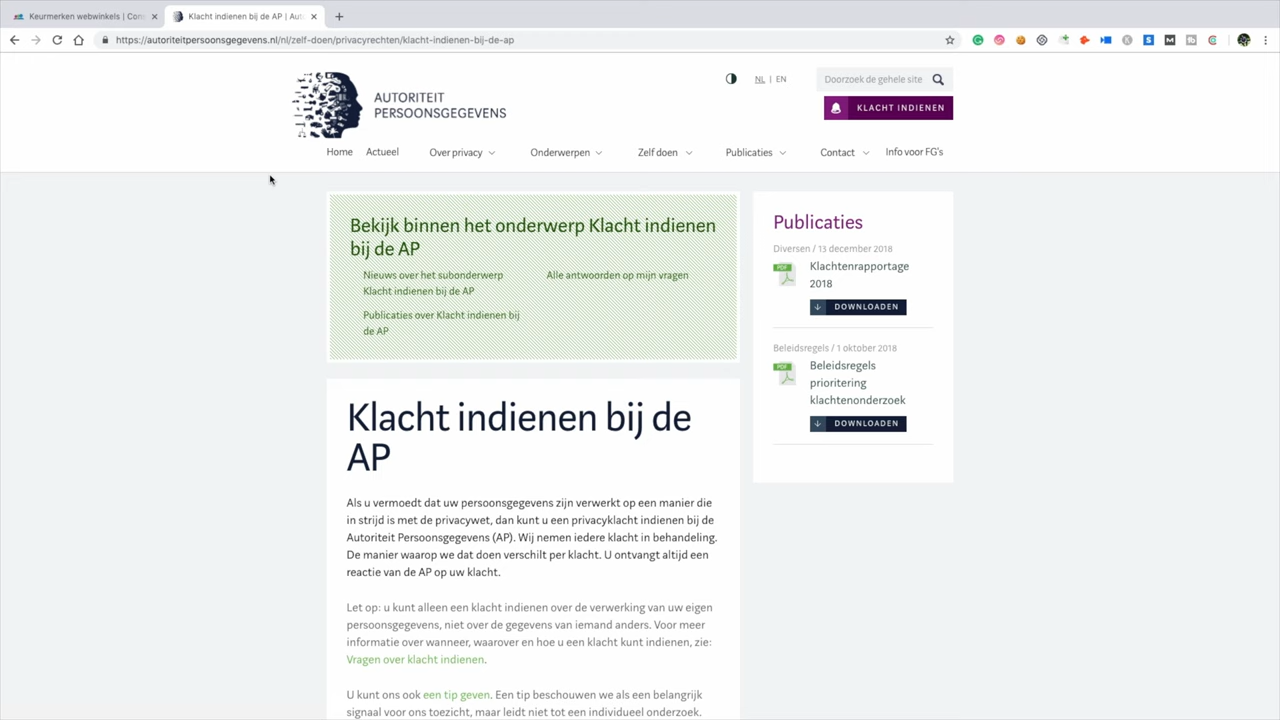 Keurmerken webwinkels | Con
Klacht indienen bij de AP | Aut
https://autoriteitpersoonsgegevens.nl/nl/zelf-doen/privacyrechten/klacht-indienen-bij-de-ap
AUTORITEIT
PERSOONSGEGEVENS
NL | EN
Doorzoek de gehele site
KLACHT INDIENEN
Home Actueel Over privacy Onderwerpen Zelf doen Publicaties Contact Info voor FG's
Bekijk binnen het onderwerp Klacht indienen
bij de AP
Nieuws over het subonderwerp
Klacht indienen bij de AP
Publicaties over Klacht indienen bij
de AP
Alle antwoorden op mijn vragen
Klacht indienen bij de
AP
Als u vermoedt dat uw persoonsgegevens zijn verwerkt op een manier die
in strijd is met de privacywet, dan kunt u een privacyklacht indienen bij de
Autoriteit Persoonsgegevens (AP). Wij nemen iedere klacht in behandeling.
De manier waarop we dat doen verschilt per klacht. U ontvangt altijd een
reactie van de AP op uw klacht.
Let op: u kunt alleen een klacht indienen over de verwerking van uw eigen
persoonsgegevens, niet over de gegevens van iemand anders. Voor meer
informatie over wanneer, waarover en hoe u een klacht kunt indienen, zie:
Vragen over klacht indienen.
U kunt ons ook een tip geven. Een tip beschouwen we als een belangrijk
signaal voor ons toezicht, maar leidt niet tot een individueel onderzoek.
Publicaties
Diversen / 13 december 2018
PDF
Klachtenrapportage
2018
DOWNLOADEN
Beleidsregels / 1 oktober 2018
PDF
Beleidsregels
prioritering
klachtenonderzoek
DOWNLOADEN